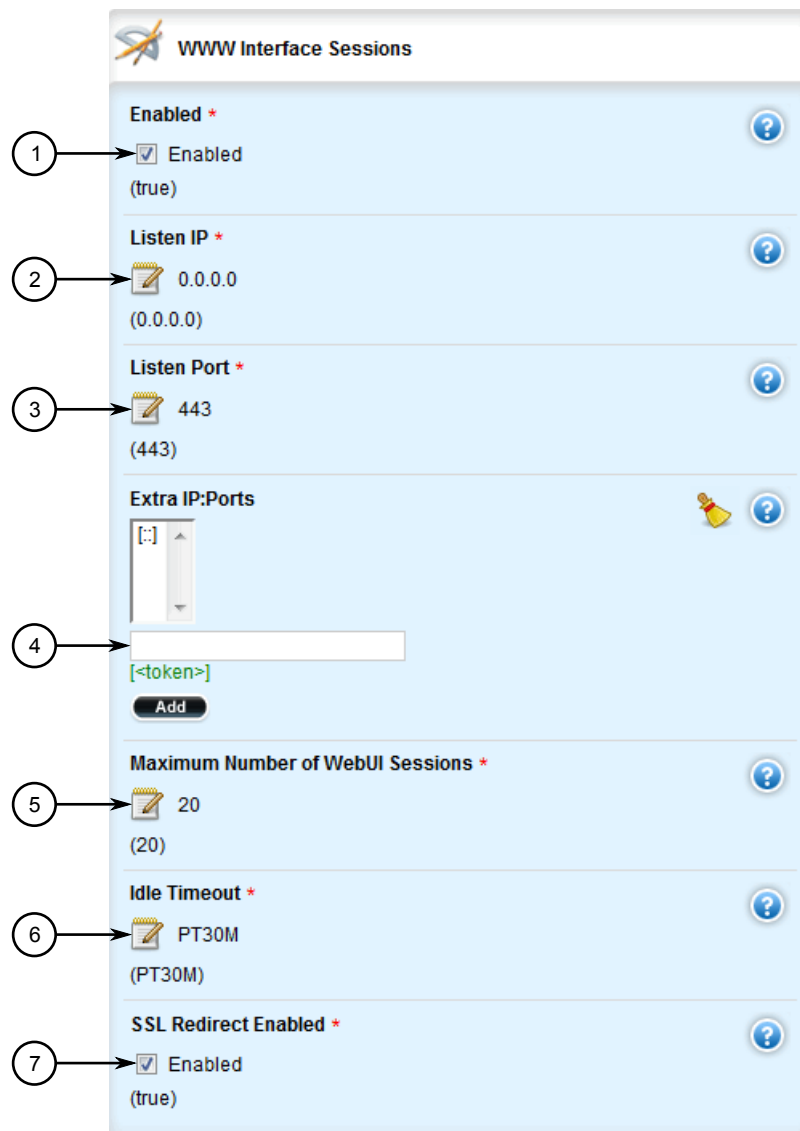 WWW Interface Sessions
Enabled *
1
Enabled
(true)
Listen IP *
2
0.0.0.0
(0.0.0.0)
Listen Port *
3
443
(443)
Extra IP:Ports
[::]
4
[<token>]
Add
Maximum Number of WebUI Sessions *
5
20
(20)
Idle Timeout *
6
PT30M
(PT30M)
SSL Redirect Enabled *
7
Enabled
(true)